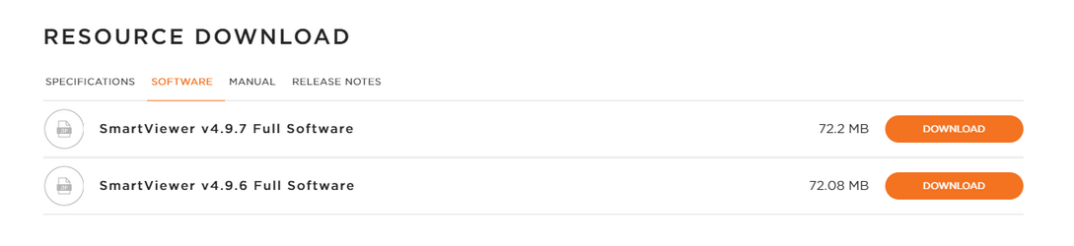 RESOURCE DOWNLOAD
SPECIFICATIONS SOFTWARE MANUAL RELEASE NOTES
SmartViewer v4.9.7 Full Software 72.2 MB DOWNLOAD
SmartViewer v4.9.6 Full Software 72.08 MB DOWNLOAD